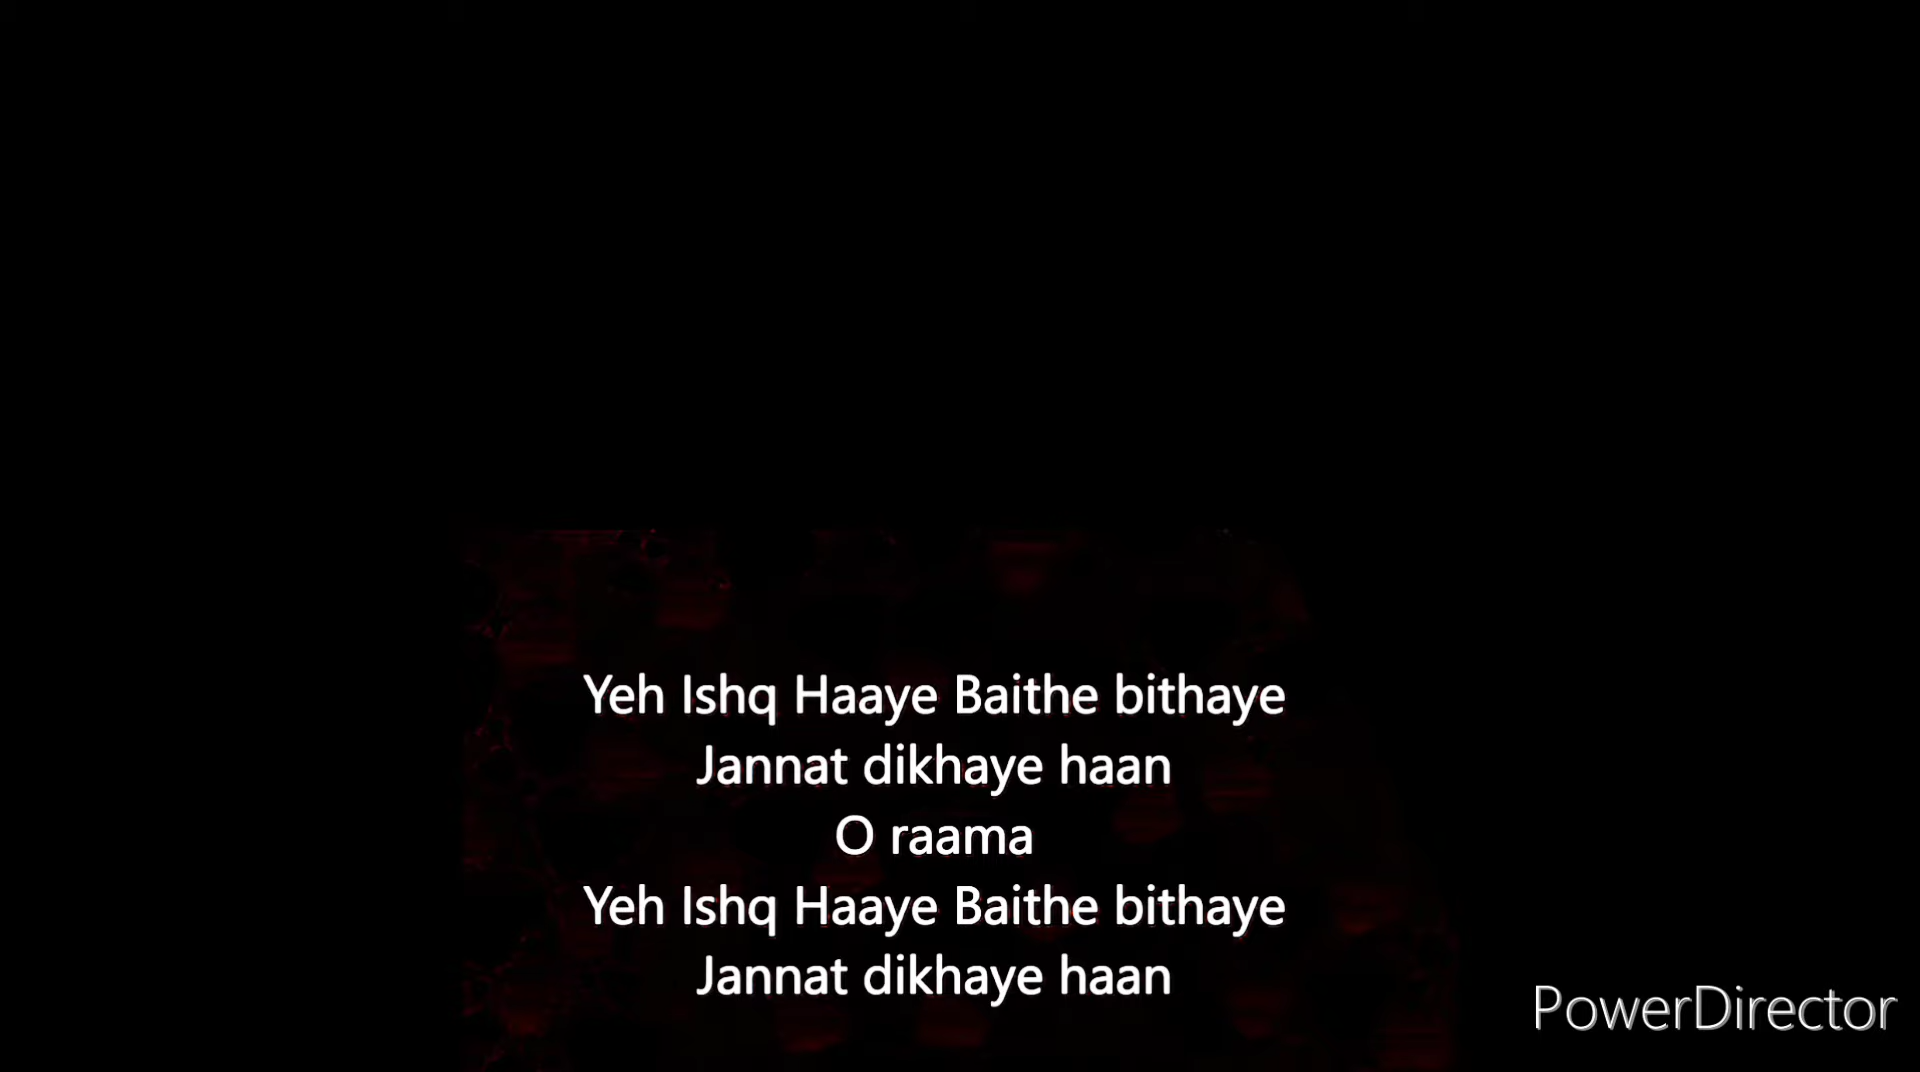 Yeh Ishq Haaye Baithe bithaye
Jannat dikhaye haan
O raama
Yeh Ishq Haaye Baithe bithaye
Jannat dikhaye haan
PowerDirector